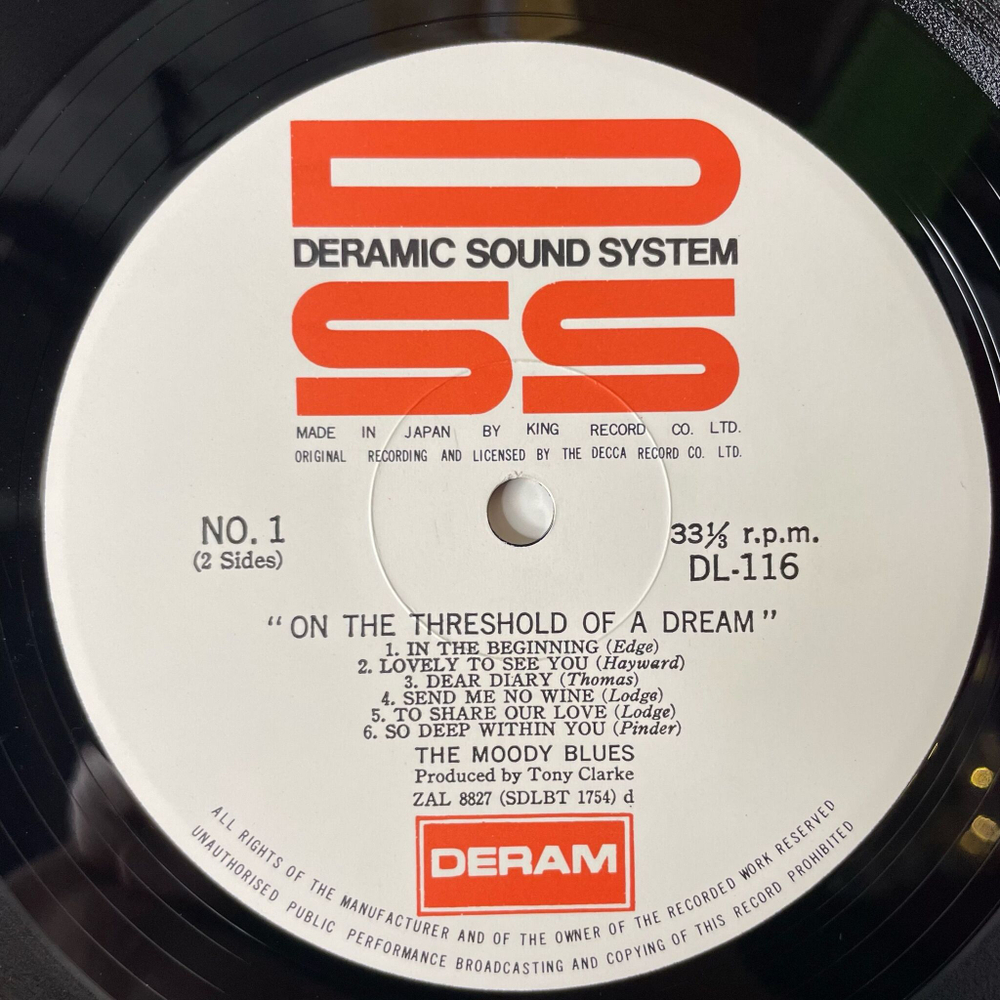 D
DERAMIC SOUND SYSTEM
SS
MADE IN JAPAN BY KING RECORD CO. LTD.
ORIGINAL RECORDING AND LICENSED BY THE DECCA RECORD CO. LTD.
NO. 1
(2 Sides)
33⅓ r.p.m.
DL-116
"ON THE THRESHOLD OF A DREAM"
1. IN THE BEGINNING (Edge)
2. LOVELY TO SEE YOU (Hayward)
3. DEAR DIARY (Thomas)
4. SEND ME NO WINE (Lodge)
5. TO SHARE OUR LOVE (Lodge)
6. SO DEEP WITHIN YOU (Pinder)
THE MOODY BLUES
Produced by Tony Clarke
ZAL 8827 (SDLBT 1754) d
DERAM
ALL RIGHTS OF THE MANUFACTURER AND OF THE OWNER OF THE RECORDED WORK RESERVED
UNAUTHORISED PUBLIC PERFORMANCE BROADCASTING AND COPYING OF THIS RECORD PROHIBITED